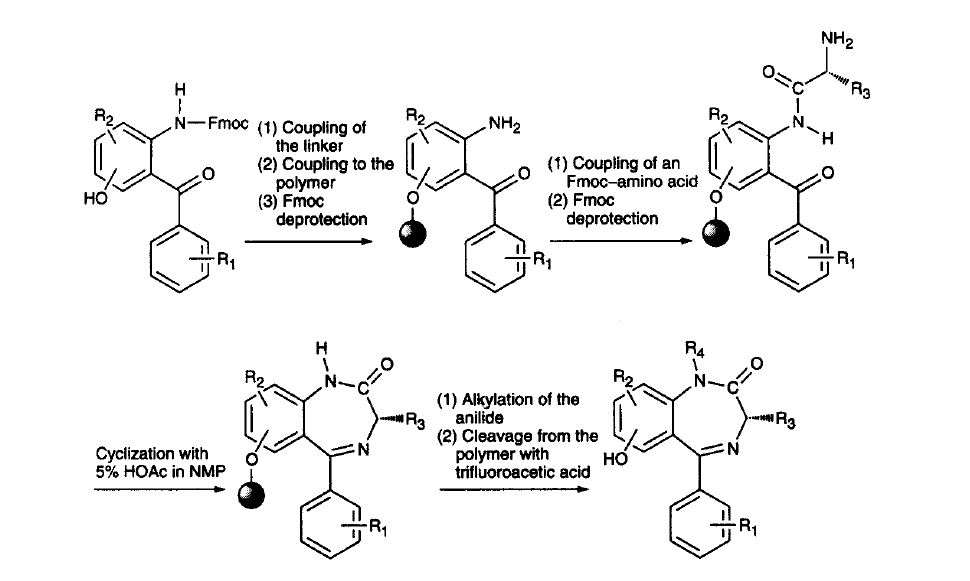 NH₂
O
C
R₃
H
N—Fmoc
R₂
HO
O
(1) Coupling of
the linker
(2) Coupling to the
polymer
(3) Fmoc
deprotection
R₂
NH₂
O
O
(1) Coupling of an
Fmoc–amino acid
(2) Fmoc
deprotection
R₂
N
H
O
O
R₁
R₁
R₁
H
N
C
O
R₂
R₃
N
O
R₁
Cyclization with
5% HOAc in NMP
(1) Alkylation of the
anilide
(2) Cleavage from the
polymer with
trifluoroacetic acid
R₄
N
C
O
R₂
R₃
N
HO
R₁